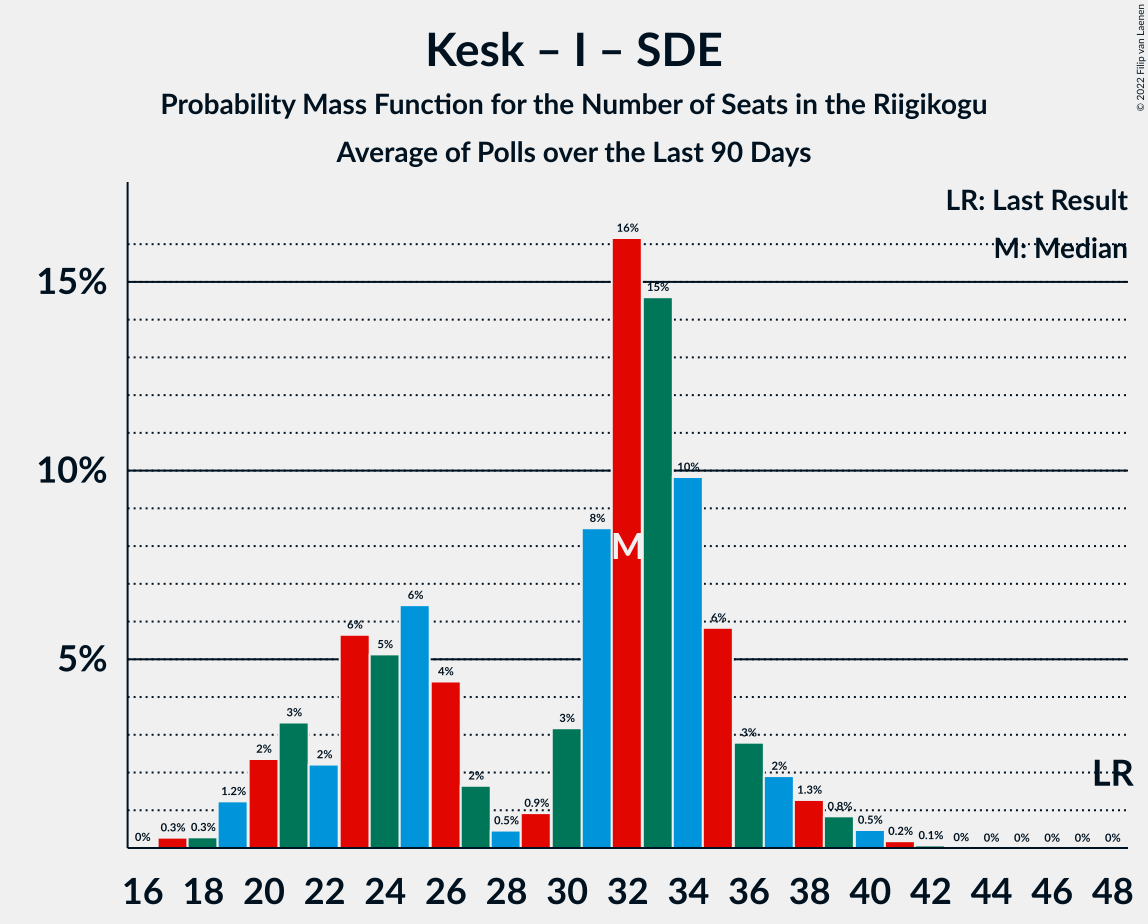 Kesk – I – SDE
Probability Mass Function for the Number of Seats in the Riigikogu
Average of Polls over the Last 90 Days
© 2022 Filip van Laenen
LR: Last Result
M: Median
15%
10%
5%
0% 0.3% 0.3% 1.2% 2% 3% 2% 6% 5% 6% 4% 2% 0.5% 0.9% 3% 8% 16% 15% 10% 6% 3% 2% 1.3% 0.8% 0.5% 0.2% 0.1% 0% 0% 0% 0% 0% 0%
M
LR
16 18 20 22 24 26 28 30 32 34 36 38 40 42 44 46 48